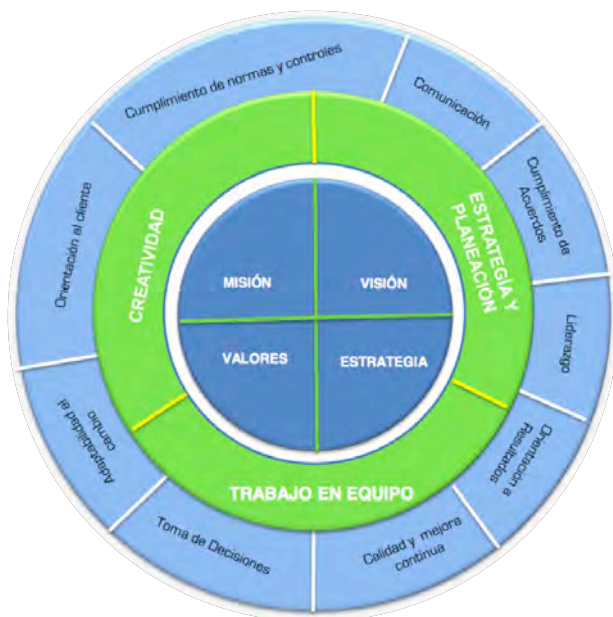 Cumplimiento de normas y controles
Comunicación
Cumplimiento de
Acuerdos
Liderazgo
Orientación a
Resultados
Calidad y mejora
continua
Toma de Decisiones
Adaptabilidad al
cambio
Orientación al cliente
CREATIVIDAD
ESTRATEGÍA Y
PLANEACIÓN
TRABAJO EN EQUIPO
MISIÓN
VISIÓN
VALORES
ESTRATEGIA